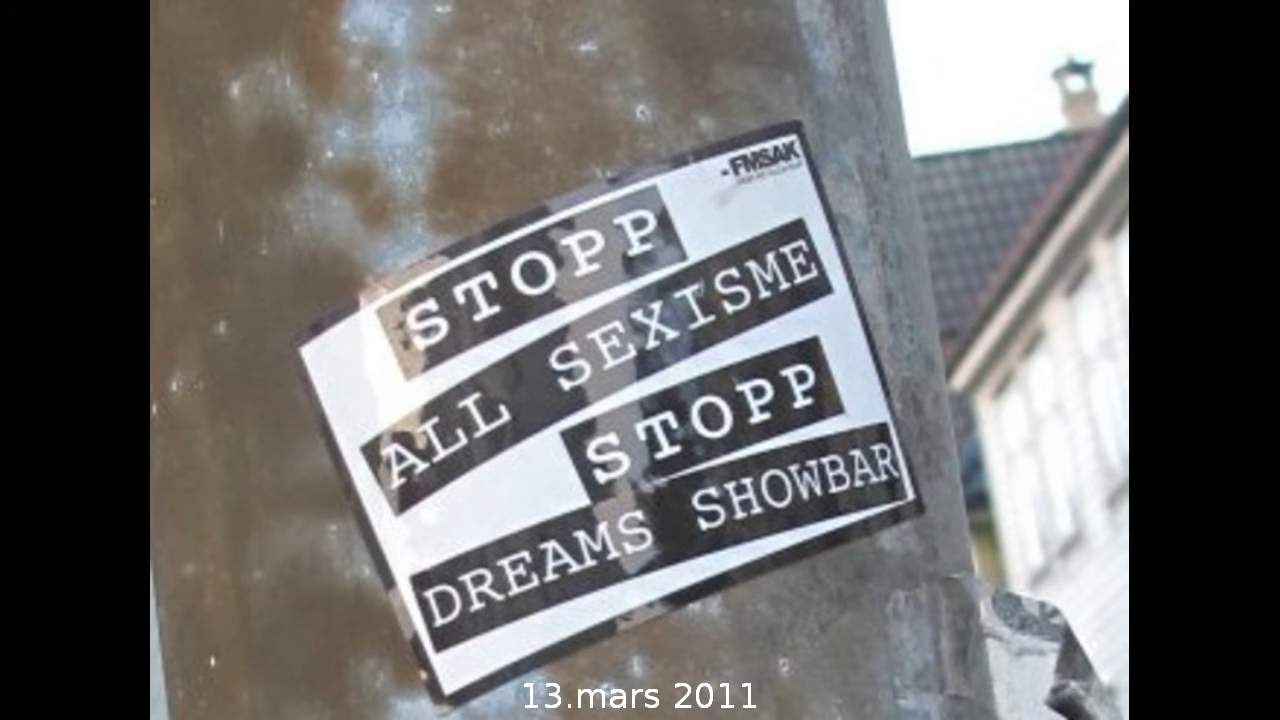 FMSAK
STOPP
ALL SEXISME
STOPP
DREAMS SHOWBAR
13.mars 2011